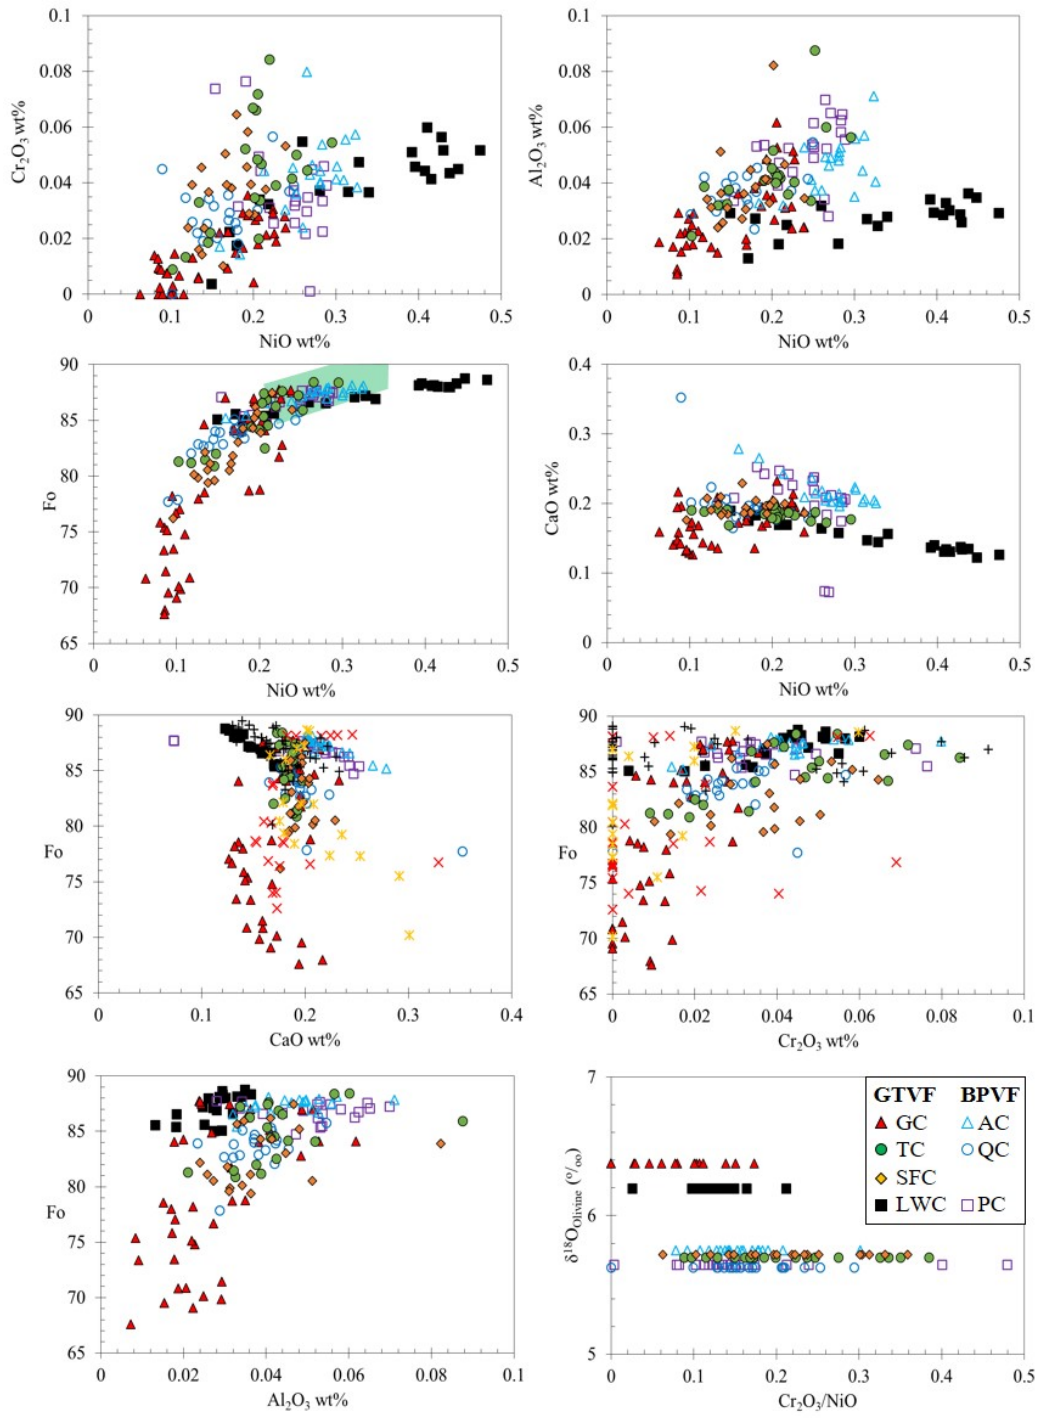 0.1
0.08
0.06
0.04
0.02
0
Cr₂O₃ wt%
0 0.1 0.2 0.3 0.4 0.5
NiO wt%
0.1
0.08
0.06
0.04
0.02
0
Al₂O₃ wt%
0 0.1 0.2 0.3 0.4 0.5
NiO wt%
90
85
80
75
70
65
Fo
0 0.1 0.2 0.3 0.4 0.5
NiO wt%
0.4
0.3
0.2
0.1
0
CaO wt%
0 0.1 0.2 0.3 0.4 0.5
NiO wt%
90
85
80
75
70
65
Fo
0 0.1 0.2 0.3 0.4
CaO wt%
90
85
80
75
70
65
Fo
0 0.02 0.04 0.06 0.08 0.1
Cr₂O₃ wt%
90
85
80
75
70
65
Fo
0 0.02 0.04 0.06 0.08 0.1
Al₂O₃ wt%
7
6
5
δ¹⁸O Olivine (°/∞)
0 0.1 0.2 0.3 0.4 0.5
Cr₂O₃/NiO
GTVF BPVF
GC AC
TC QC
SFC
LWC PC